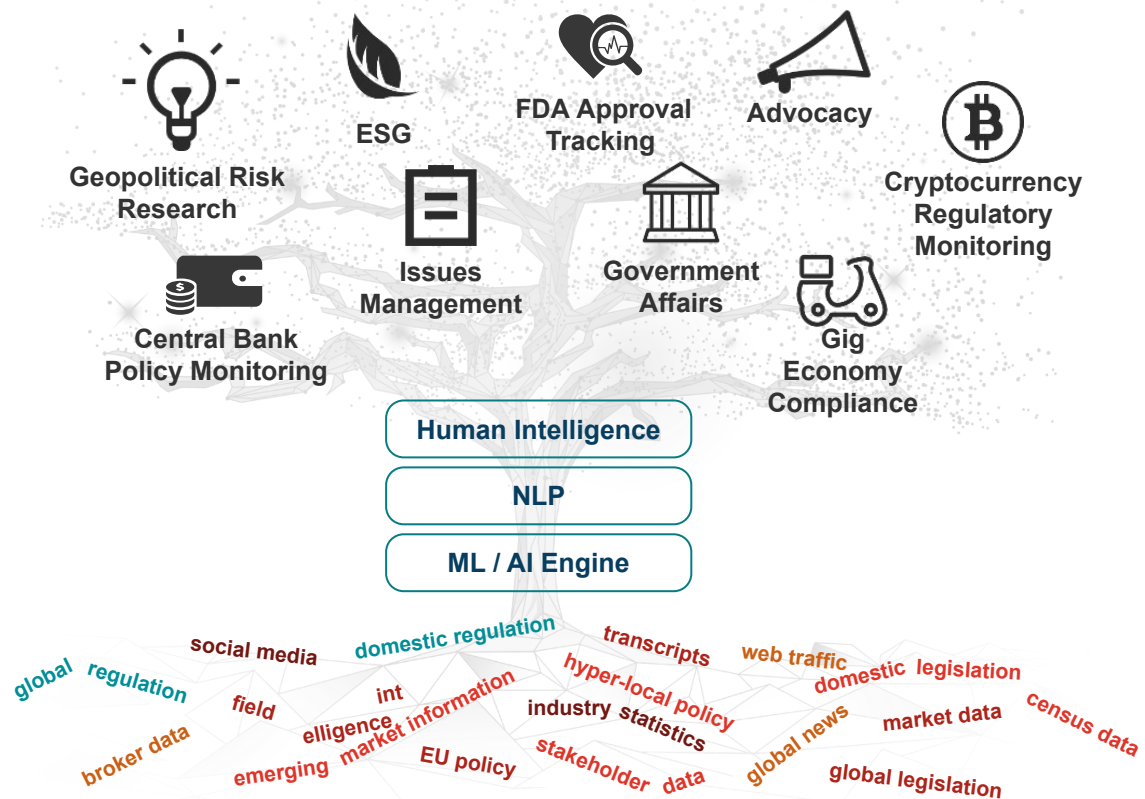 ESG
FDA Approval
Tracking
Advocacy
Geopolitical Risk
Research
Cryptocurrency
Regulatory
Monitoring
Issues
Management
Government
Affairs
Central Bank
Policy Monitoring
Gig
Economy
Compliance
Human Intelligence
NLP
ML / AI Engine
social media
domestic regulation
transcripts
web traffic
global regulation
hyper-local policy
domestic legislation
field
int
elligence
emerging market information
industry statistics
market data
census data
broker data
EU policy
stakeholder data
global news
global legislation